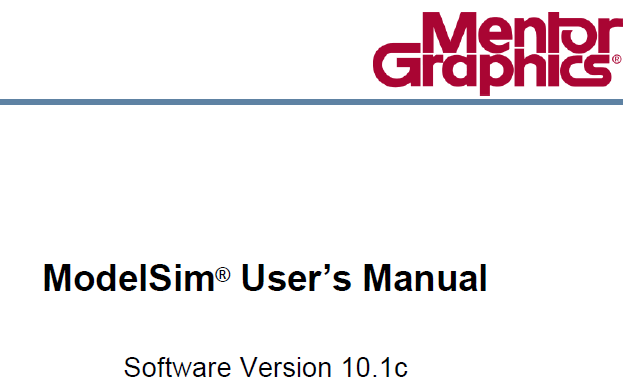 Mentor
Graphics®
ModelSim® User’s Manual
Software Version 10.1c